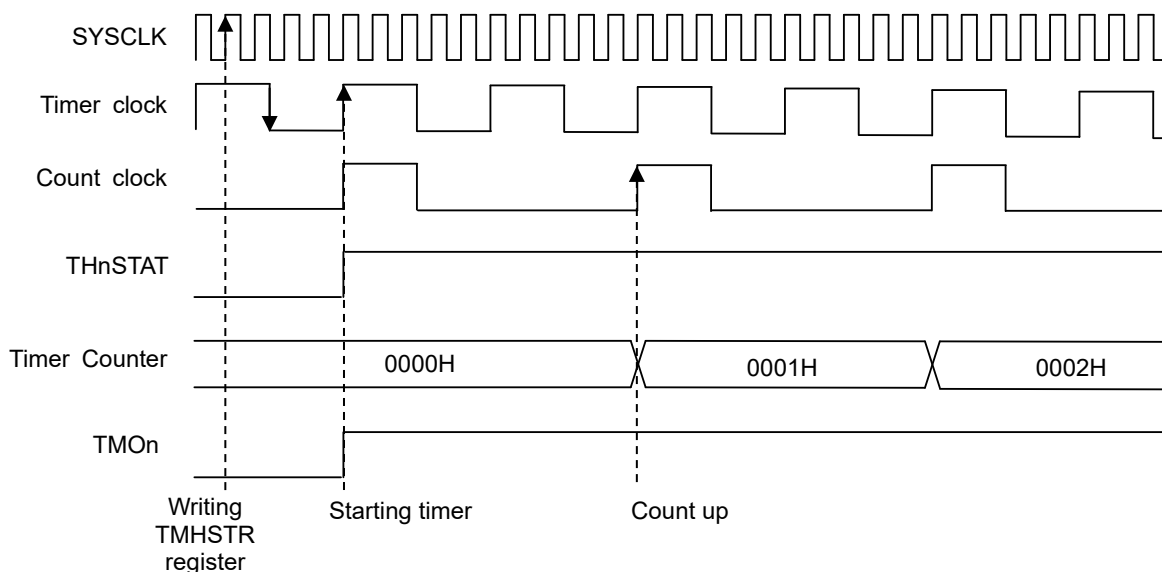 SYSCLK
Timer clock
Count clock
THnSTAT
Timer Counter
0000H
0001H
0002H
TMOn
Writing
TMHSTR
register
Starting timer
Count up